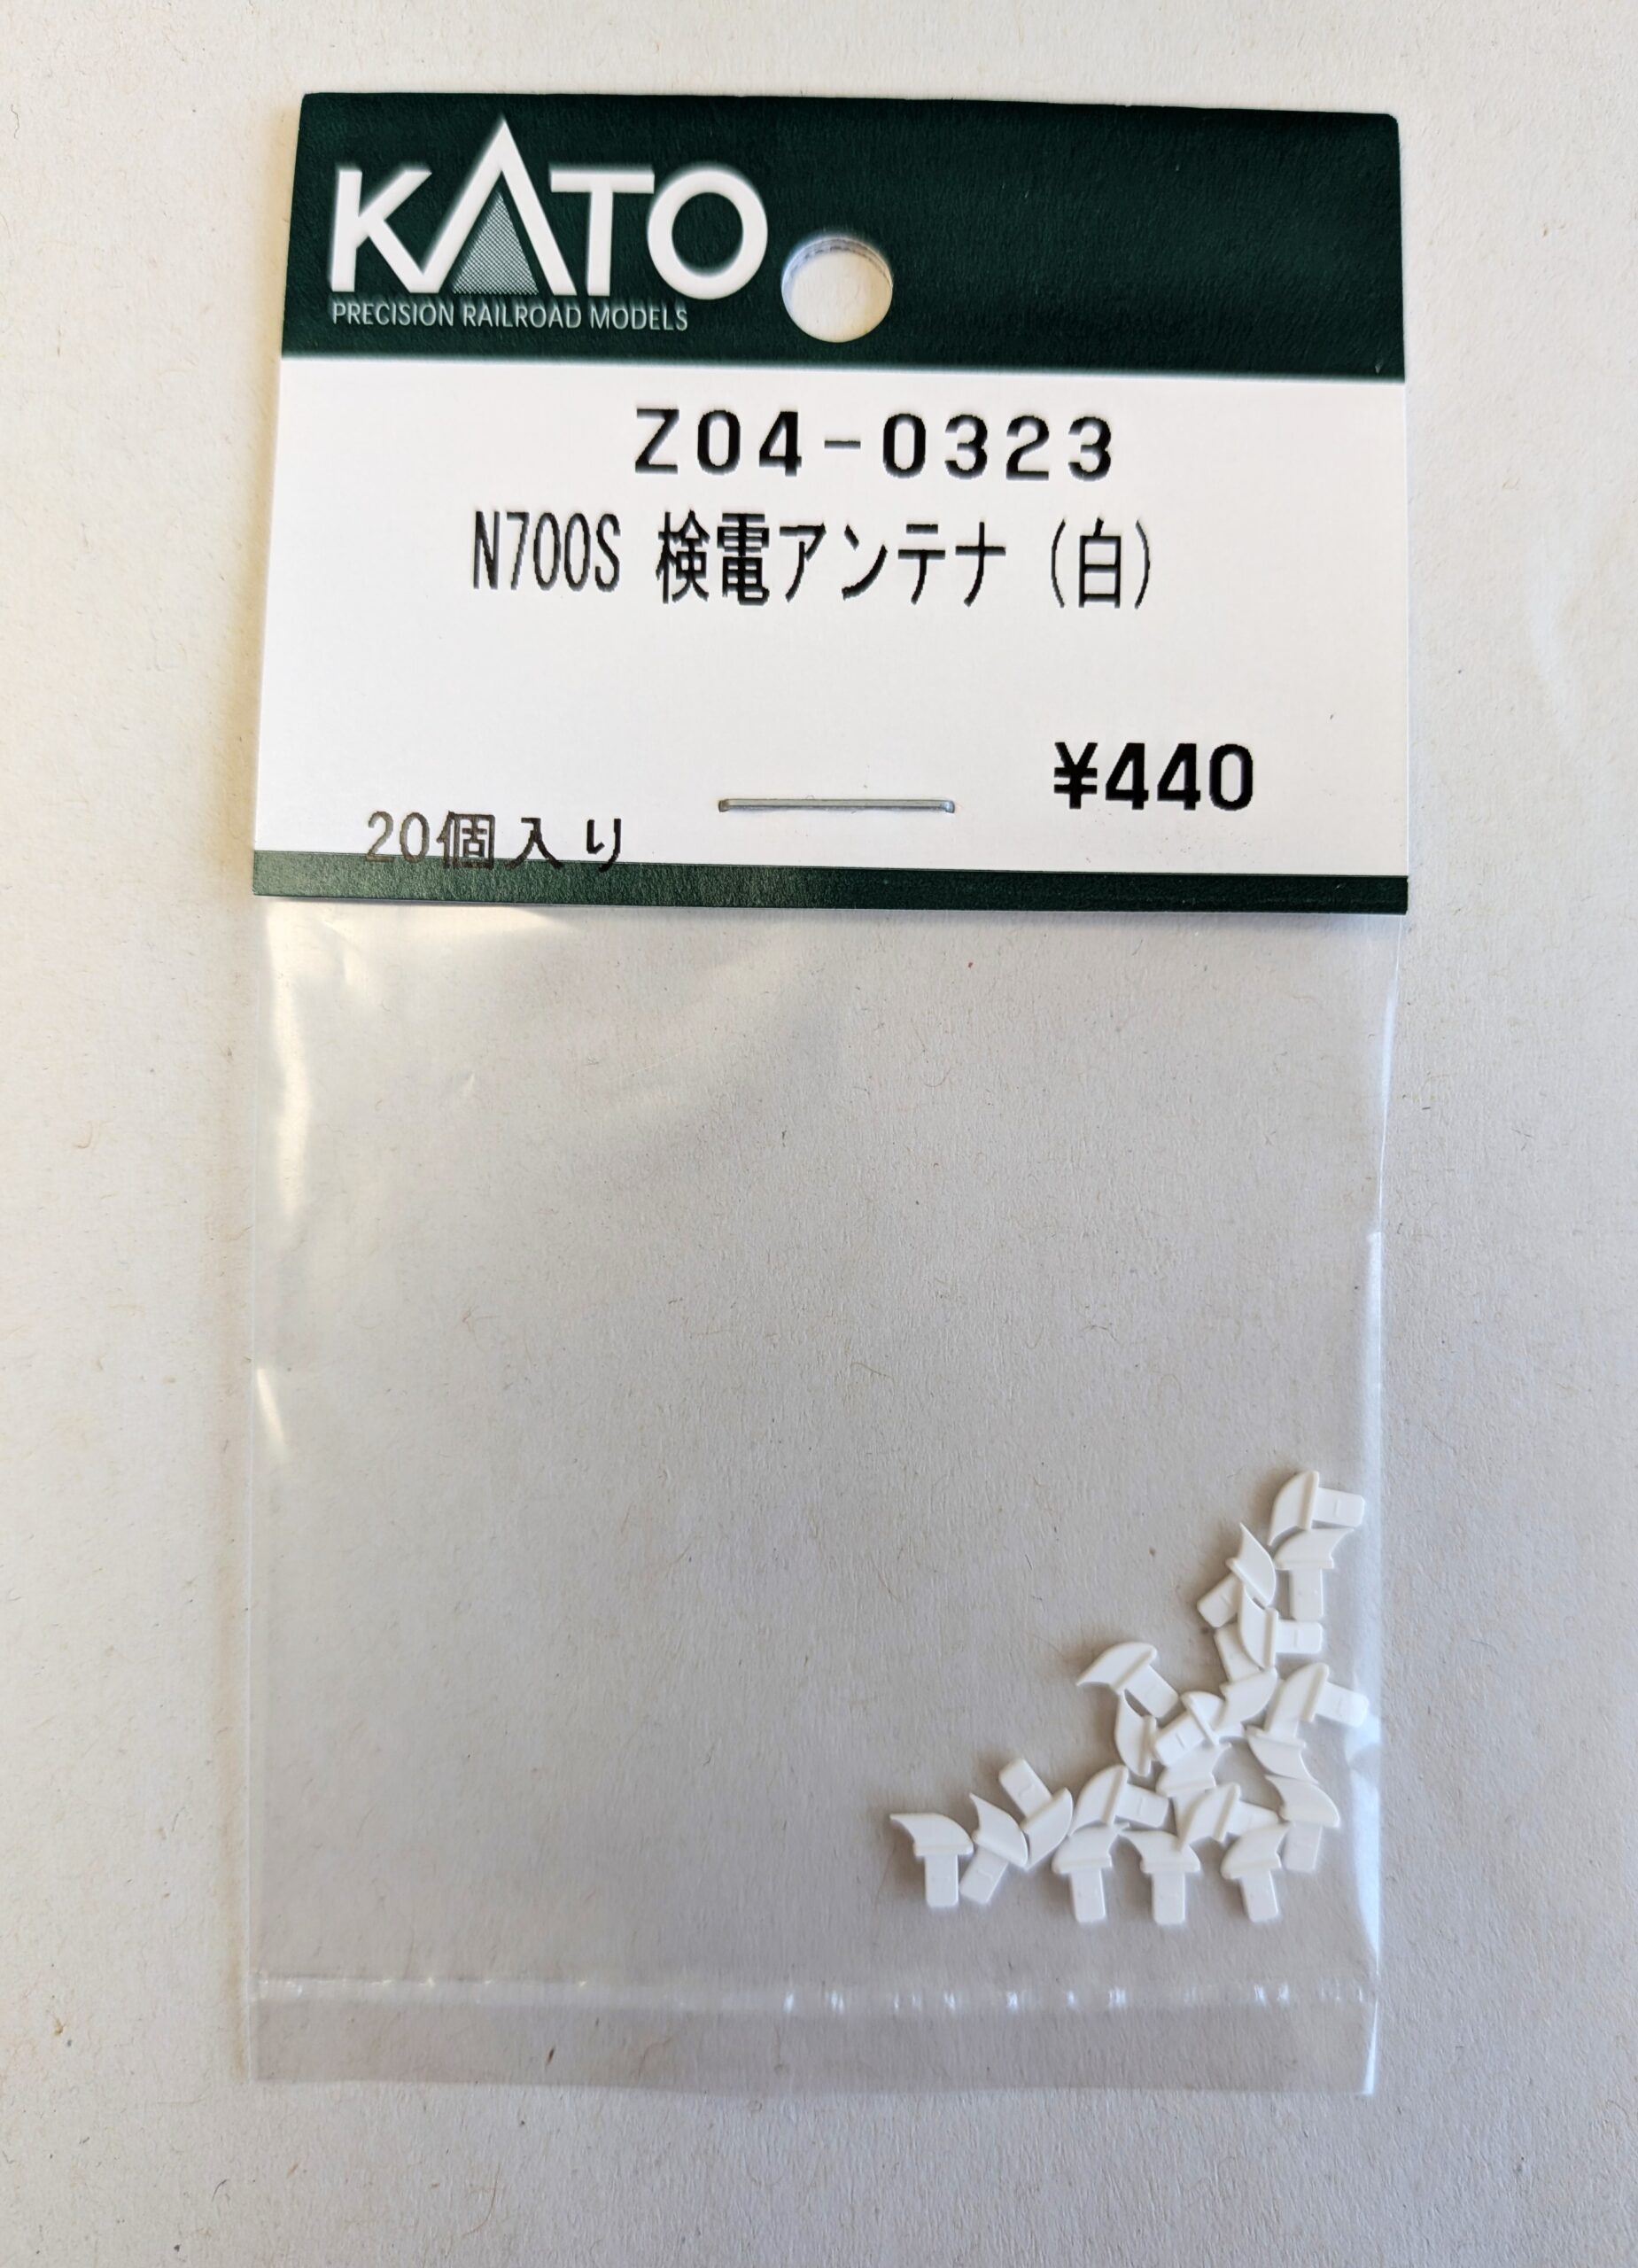 KATO
PRECISION RAILROAD MODELS
Z04-0323
N700S 検電アンテナ（白）
¥440
20個入り